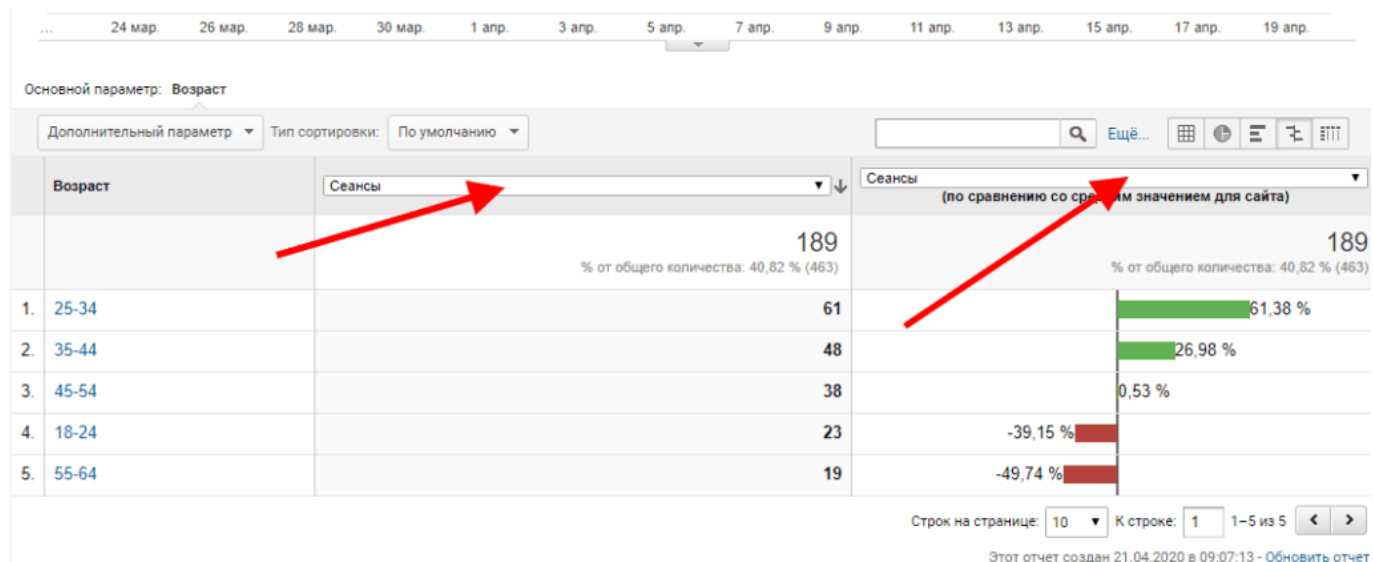 ... 24 мар. 26 мар. 28 мар. 30 мар. 1 апр. 3 апр. 5 апр. 7 апр. 9 апр. 11 апр. 13 апр. 15 апр. 17 апр. 19 апр.
Основной параметр: Возраст
Дополнительный параметр Тип сортировки: По умолчанию Ещё...
Возраст Сеансы Сеансы
(по сравнению со средним значением для сайта)
189 189
% от общего количества: 40,82 % (463) % от общего количества: 40,82 % (463)
1. 25-34 61 61,38 %
2. 35-44 48 26,98 %
3. 45-54 38 0,53 %
4. 18-24 23 -39,15 %
5. 55-64 19 -49,74 %
Строк на странице: 10 К строке: 1 1–5 из 5
Этот отчет создан 21.04.2020 в 09:07:13 - Обновить отчет